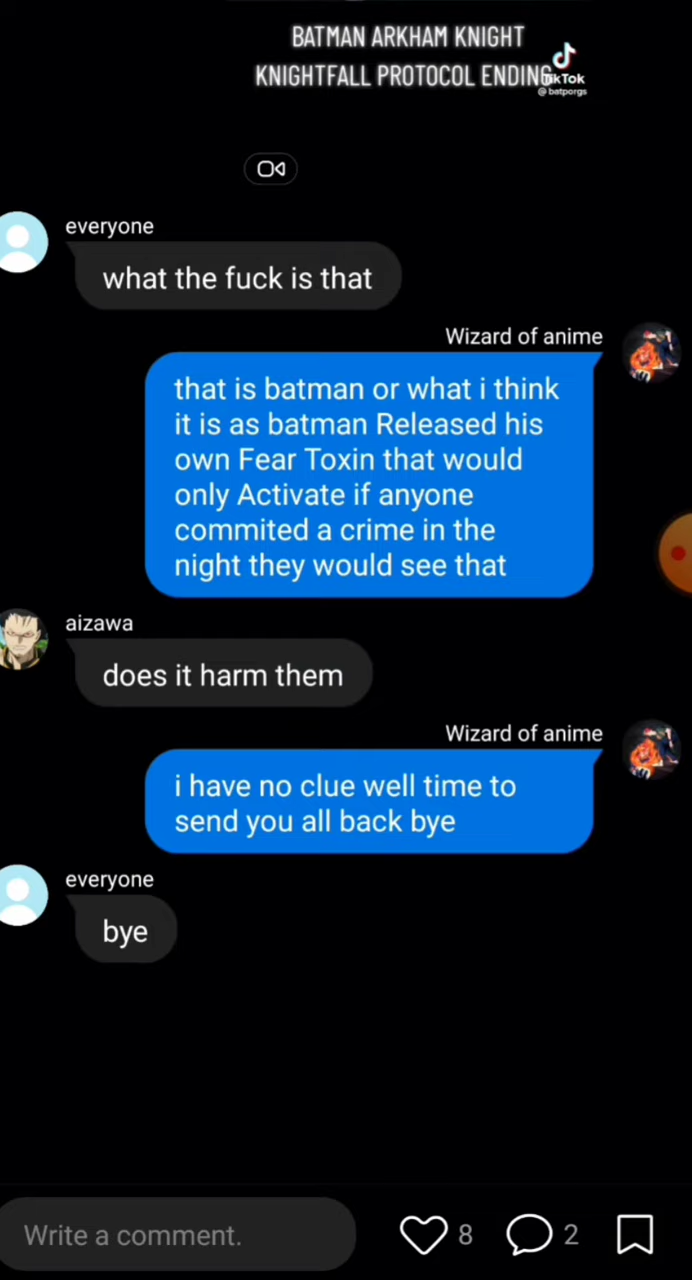 BATMAN ARKHAM KNIGHT
KNIGHTFALL PROTOCOL ENDING
TikTok
@batporgs
everyone
what the fuck is that
Wizard of anime
that is batman or what i think
it is as batman Released his
own Fear Toxin that would
only Activate if anyone
commited a crime in the
night they would see that
aizawa
does it harm them
Wizard of anime
i have no clue well time to
send you all back bye
everyone
bye
Write a comment.
8
2